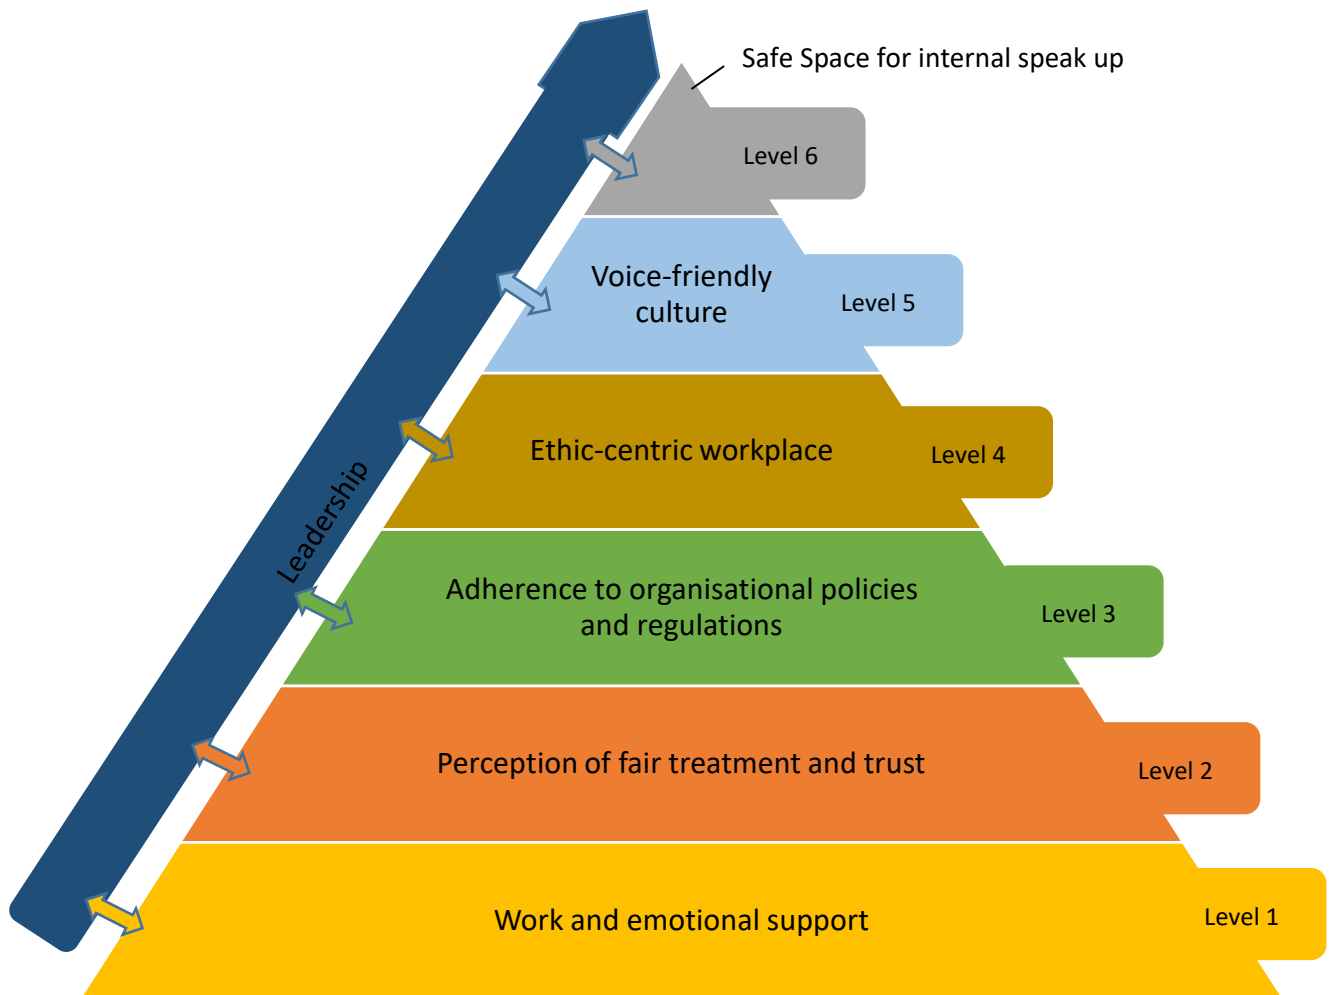 Safe Space for internal speak up
Level 6
Voice-friendly
culture
Level 5
Ethic-centric workplace
Level 4
Leadership
Adherence to organisational policies
and regulations
Level 3
Perception of fair treatment and trust
Level 2
Work and emotional support
Level 1